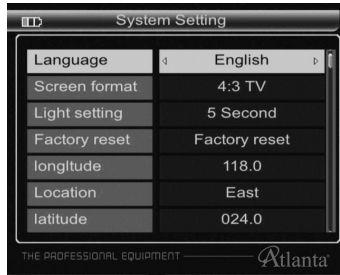 System Setting
Language English
Screen format 4:3 TV
Light setting 5 Second
Factory reset Factory reset
longltude 118.0
Location East
latitude 024.0
THE PROFESSIONAL EQUIPMENT Atlanta